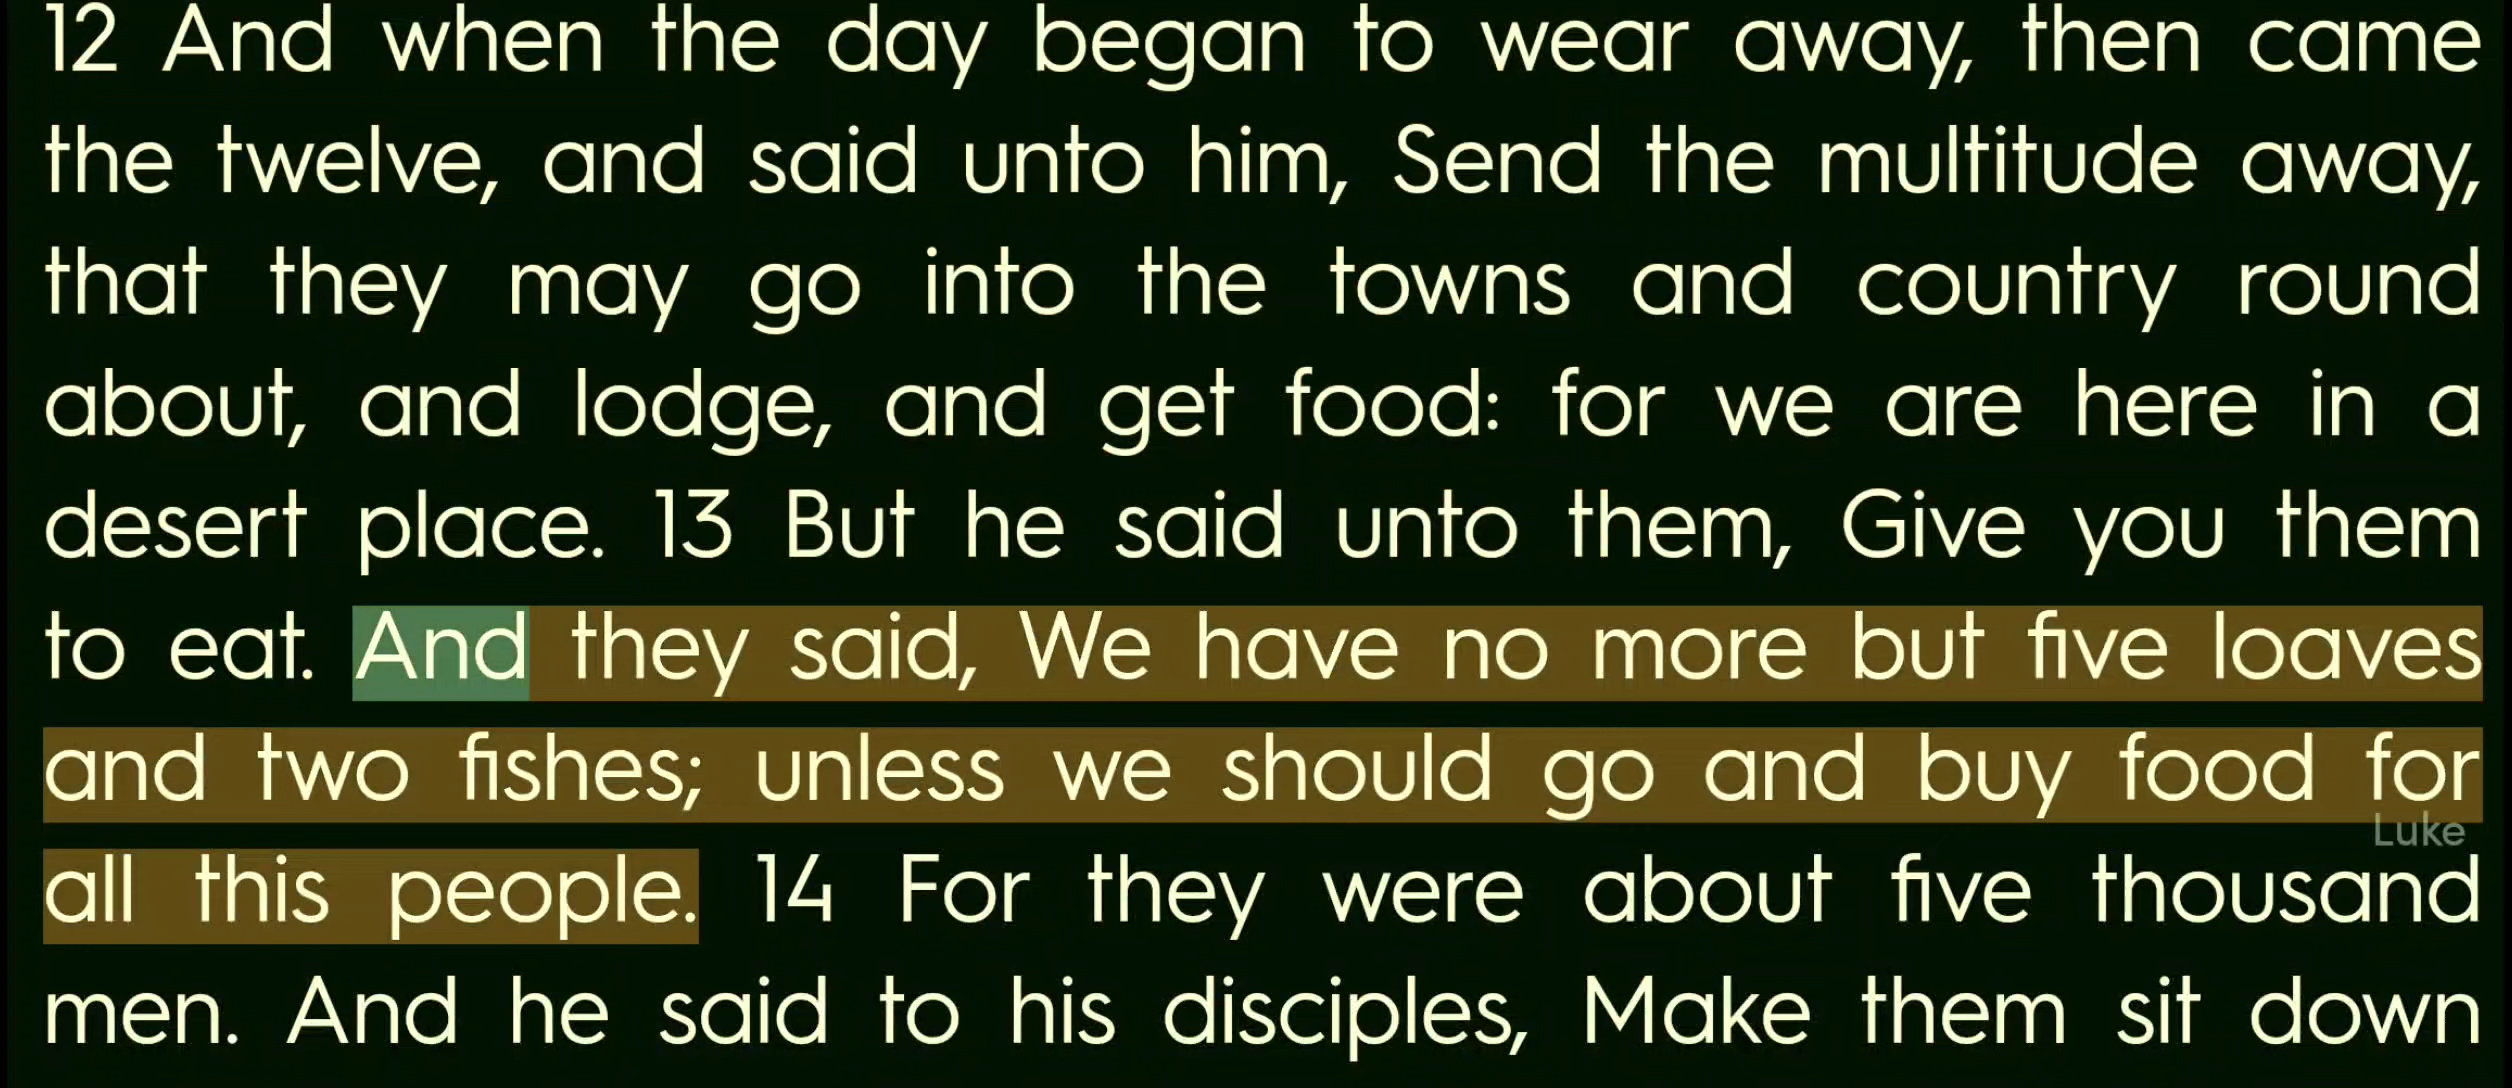 12 And when the day began to wear away, then came
the twelve, and said unto him, Send the multitude away,
that they may go into the towns and country round
about, and lodge, and get food: for we are here in a
desert place. 13 But he said unto them, Give you them
to eat. And they said, We have no more but five loaves
and two fishes; unless we should go and buy food for
Luke
all this people. 14 For they were about five thousand
men. And he said to his disciples, Make them sit down